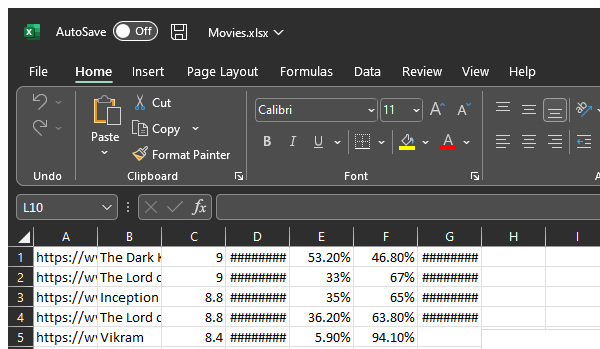 AutoSave Off Movies.xlsx
File Home Insert Page Layout Formulas Data Review View Help
Cut
Calibri 11 A A
Copy
Paste B I U A
Format Painter
Undo Clipboard Font A
L10 fx
A B C D E F G H I
1 https://w The Dark 9 ######## 53.20% 46.80% ########
2 https://w The Lord 9 ######## 33% 67% ########
3 https://w Inception 8.8 ######## 35% 65% ########
4 https://w The Lord 8.8 ######## 36.20% 63.80% ########
5 https://w Vikram 8.4 ######## 5.90% 94.10%